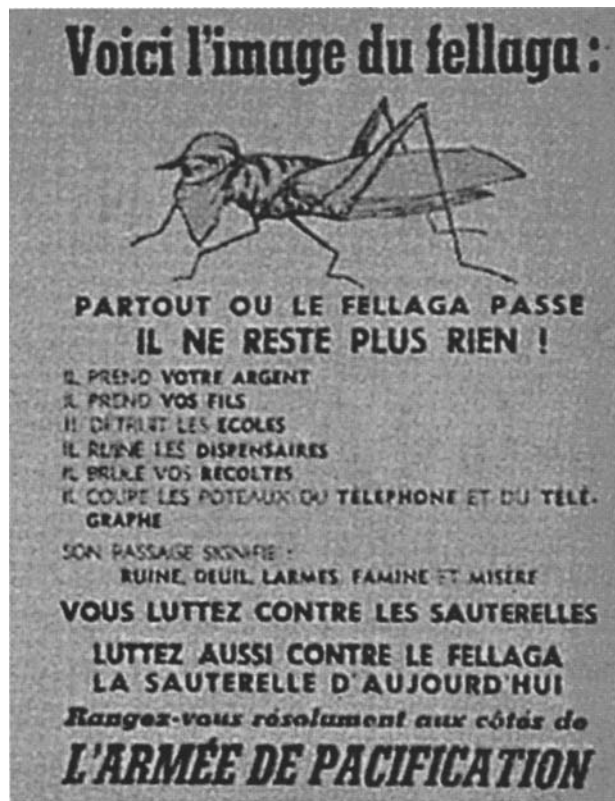 Voici l'image du fellaga :
PARTOUT OU LE FELLAGA PASSE
IL NE RESTE PLUS RIEN !
IL PREND VOTRE ARGENT
IL PREND VOS FILS
IL DÉTRUIT LES ÉCOLES
IL RUINE LES DISPENSAIRES
IL BRULE VOS RÉCOLTES
IL COUPE LES POTEAUX DU TÉLÉPHONE ET DU TÉLÉ-
GRAPHE
SON PASSAGE SIGNIFIE :
RUINE, DEUIL, LARMES, FAMINE ET MISÈRE
VOUS LUTTEZ CONTRE LES SAUTERELLES
LUTTEZ AUSSI CONTRE LE FELLAGA
LA SAUTERELLE D'AUJOURD'HUI
Rangez-vous résolument aux côtés de
L'ARMÉE DE PACIFICATION